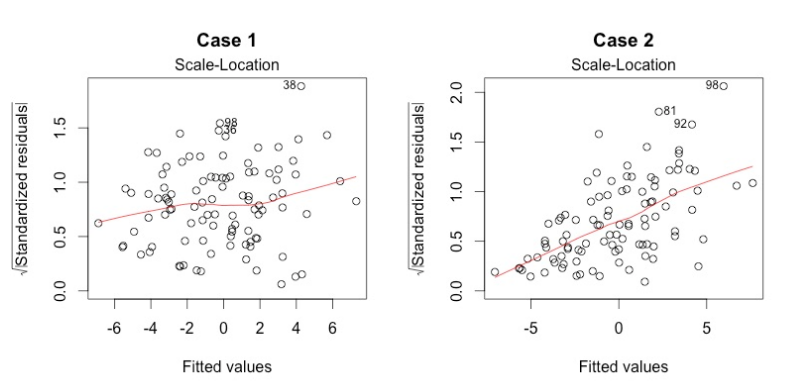 Case 1
Scale-Location
√|Standardized residuals|
0.0 0.5 1.0 1.5
38
98
36
-6 -4 -2 0 2 4 6
Fitted values
Case 2
Scale-Location
√|Standardized residuals|
0.0 0.5 1.0 1.5 2.0
98
81
92
-5 0 5
Fitted values